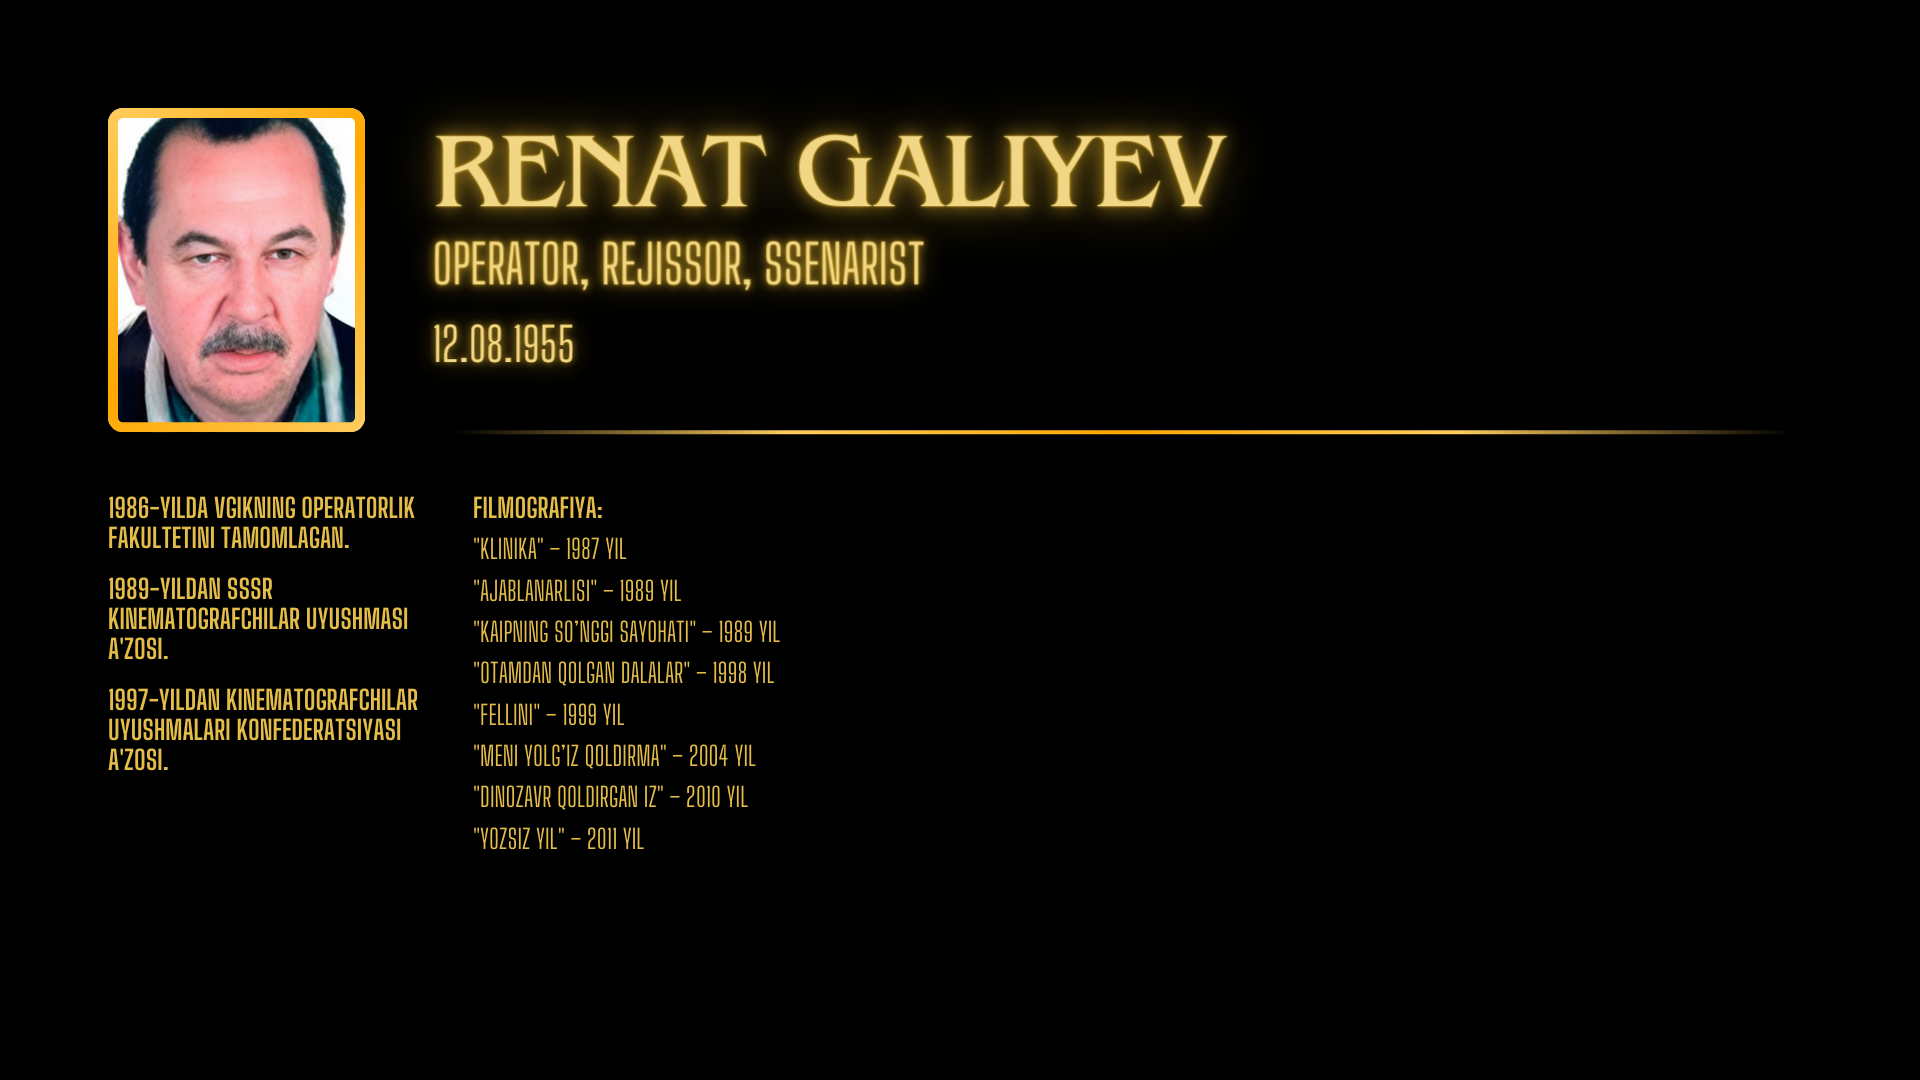 RENAT GALIYEV
OPERATOR, REJISSOR, SSENARIST
12.08.1955
1986-YILDA VGIKNING OPERATORLIK
FAKULTETINI TAMOMLAGAN.
1989-YILDAN SSSR
KINEMATOGRAFCHILAR UYUSHMASI
A'ZOSI.
1997-YILDAN KINEMATOGRAFCHILAR
UYUSHMALARI KONFEDERATSIYASI
A'ZOSI.
FILMOGRAFIYA:
"KLINIKA" – 1987 YIL
"AJABLANARLISI" – 1989 YIL
"KAIPNING SO’NGGI SAYOHATI" – 1989 YIL
"OTAMDAN QOLGAN DALALAR" – 1998 YIL
"FELLINI" – 1999 YIL
"MENI YOLG’IZ QOLDIRMA" – 2004 YIL
"DINOZAVR QOLDIRGAN IZ" – 2010 YIL
"YOZSIZ YIL" – 2011 YIL